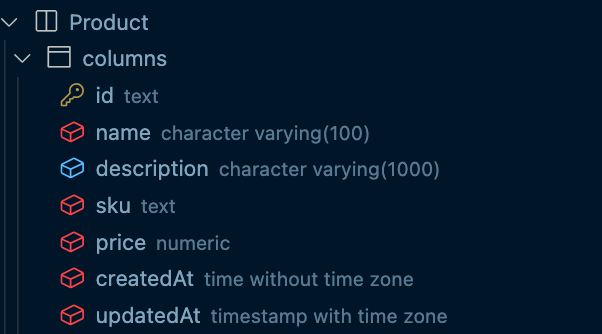 Product
columns
id text
name character varying(100)
description character varying(1000)
sku text
price numeric
createdAt time without time zone
updatedAt timestamp with time zone